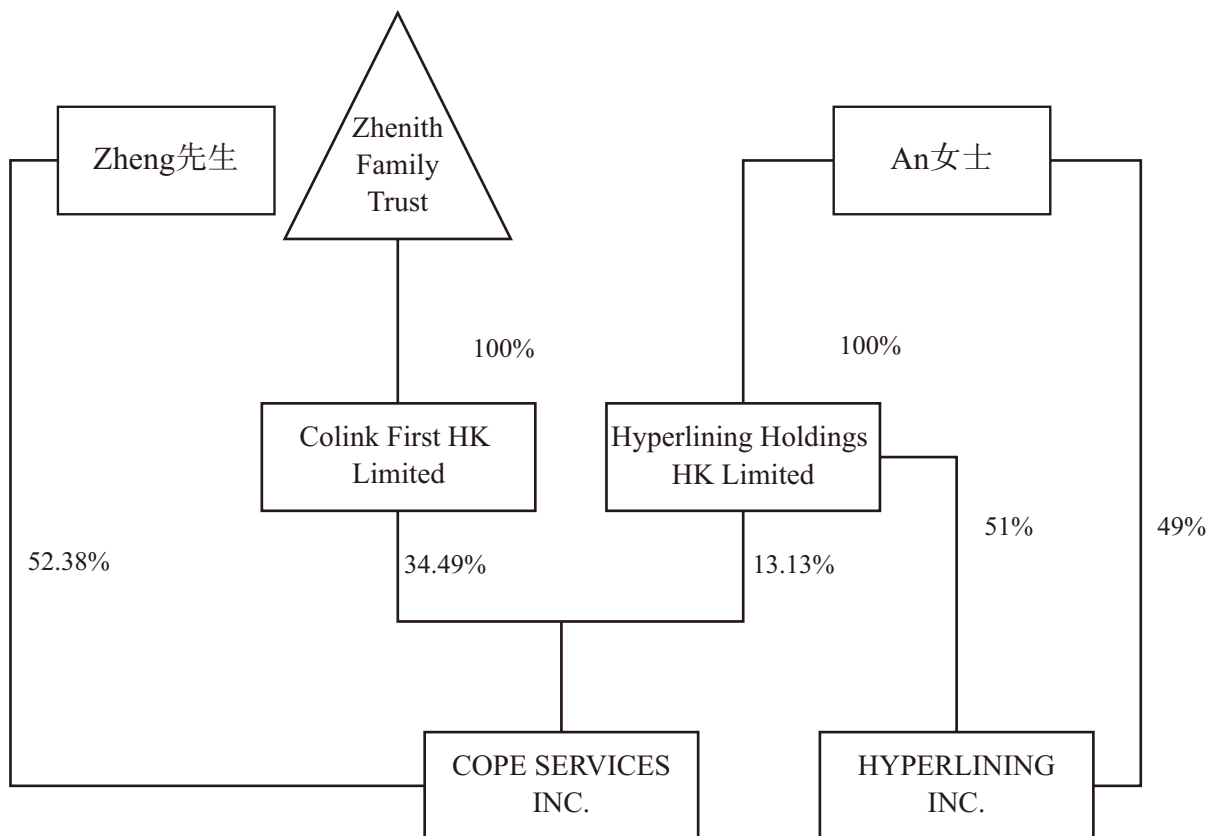 Zhenith
Family
Trust
Zheng先生
An女士
100%
100%
Colink First HK
Limited
Hyperlining Holdings
HK Limited
52.38%
34.49%
13.13%
51%
49%
COPE SERVICES
INC.
HYPERLINING
INC.